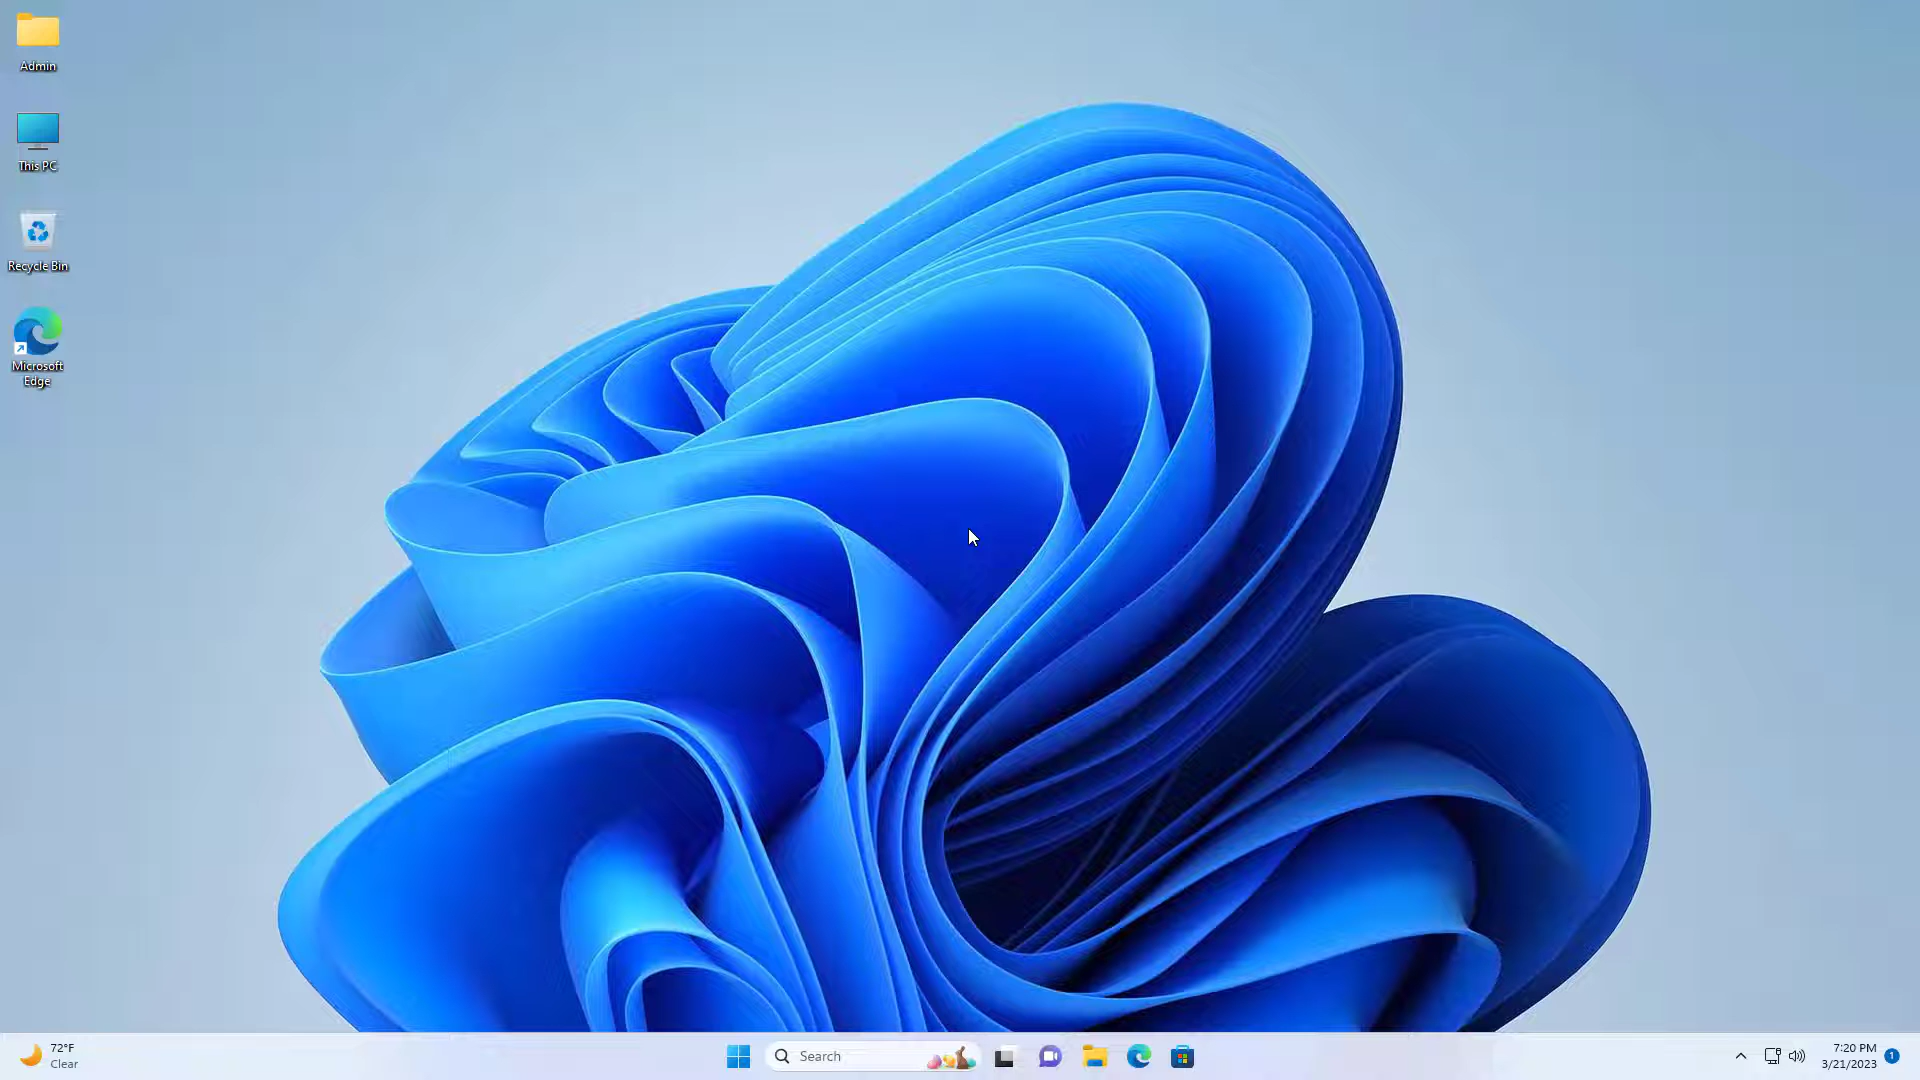 Admin
This PC
Recycle Bin
Microsoft
Edge
72°F
Clear
Search
7:20 PM
3/21/2023
1